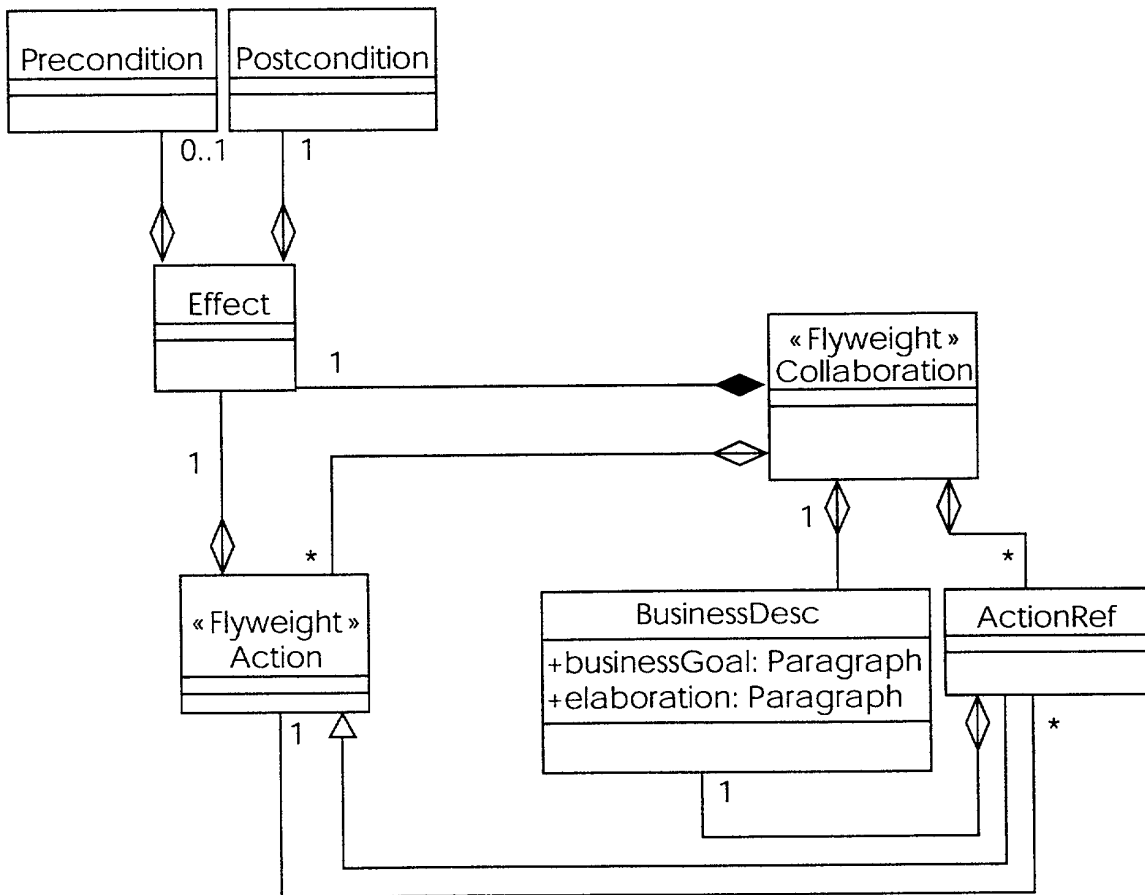 Precondition
Postcondition
0..1
1
Effect
1
«Flyweight»
Collaboration
1
1
*
*
«Flyweight»
Action
BusinessDesc
+businessGoal: Paragraph
+elaboration: Paragraph
ActionRef
1
*
1